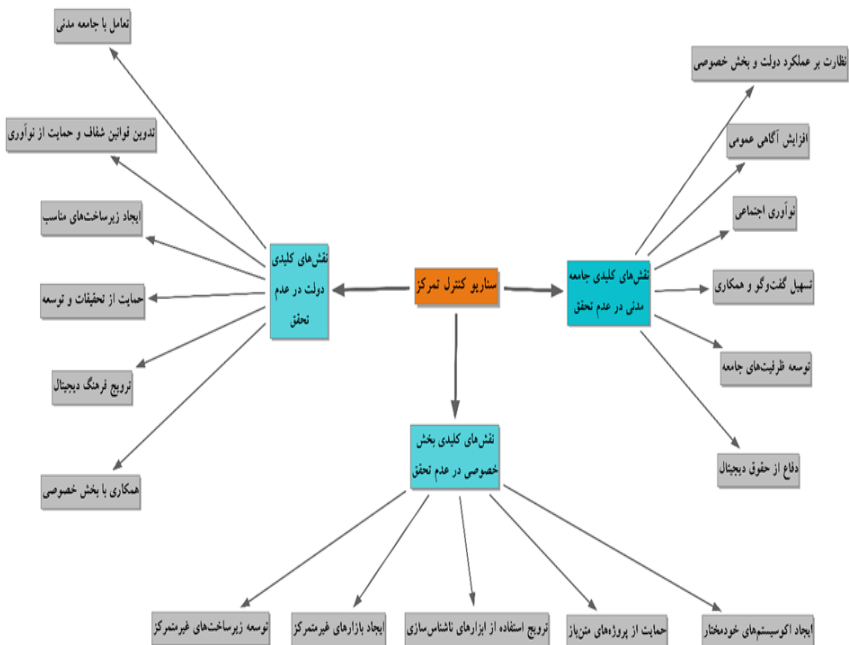 سناریو کنترل تمرکز
نقش‌های کلیدی جامعه
مدنی در عدم تحقق
نظارت بر عملکرد دولت و بخش خصوصی
افزایش آگاهی عمومی
نوآوری اجتماعی
تسهیل گفت‌وگو و همکاری
توسعه ظرفیت‌های جامعه
دفاع از حقوق دیجیتال
نقش‌های کلیدی
دولت در عدم
تحقق
تعامل با جامعه مدنی
تدوین قوانین شفاف و حمایت از نوآوری
ایجاد زیرساخت‌های مناسب
حمایت از تحقیقات و توسعه
ترویج فرهنگ دیجیتال
همکاری با بخش خصوصی
نقش‌های کلیدی بخش
خصوصی در عدم تحقق
ایجاد اکوسیستم‌های خودمختار
حمایت از پروژه‌های متن‌باز
ترویج استفاده از ابزارهای ناشناس‌سازی
ایجاد بازارهای غیرمتمرکز
توسعه زیرساخت‌های غیرمتمرکز